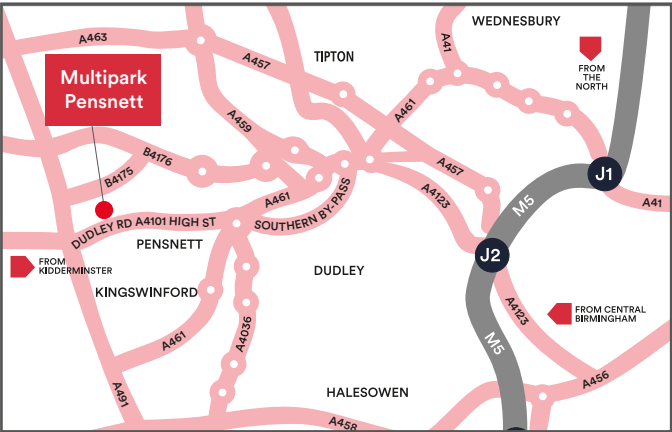 WEDNESBURY
A463
A41
TIPTON
A457
FROM
THE
NORTH
Multipark
Pensnett
A461
A459
B4176
B4175
A457
J1
A461
A4123
A41
M5
DUDLEY RD A4101 HIGH ST
SOUTHERN BY-PASS
PENSNETT
J2
FROM
KIDDERMINSTER
DUDLEY
KINGSWINFORD
A4123
FROM CENTRAL
BIRMINGHAM
A461
A4036
M5
A456
A491
HALESOWEN
A458